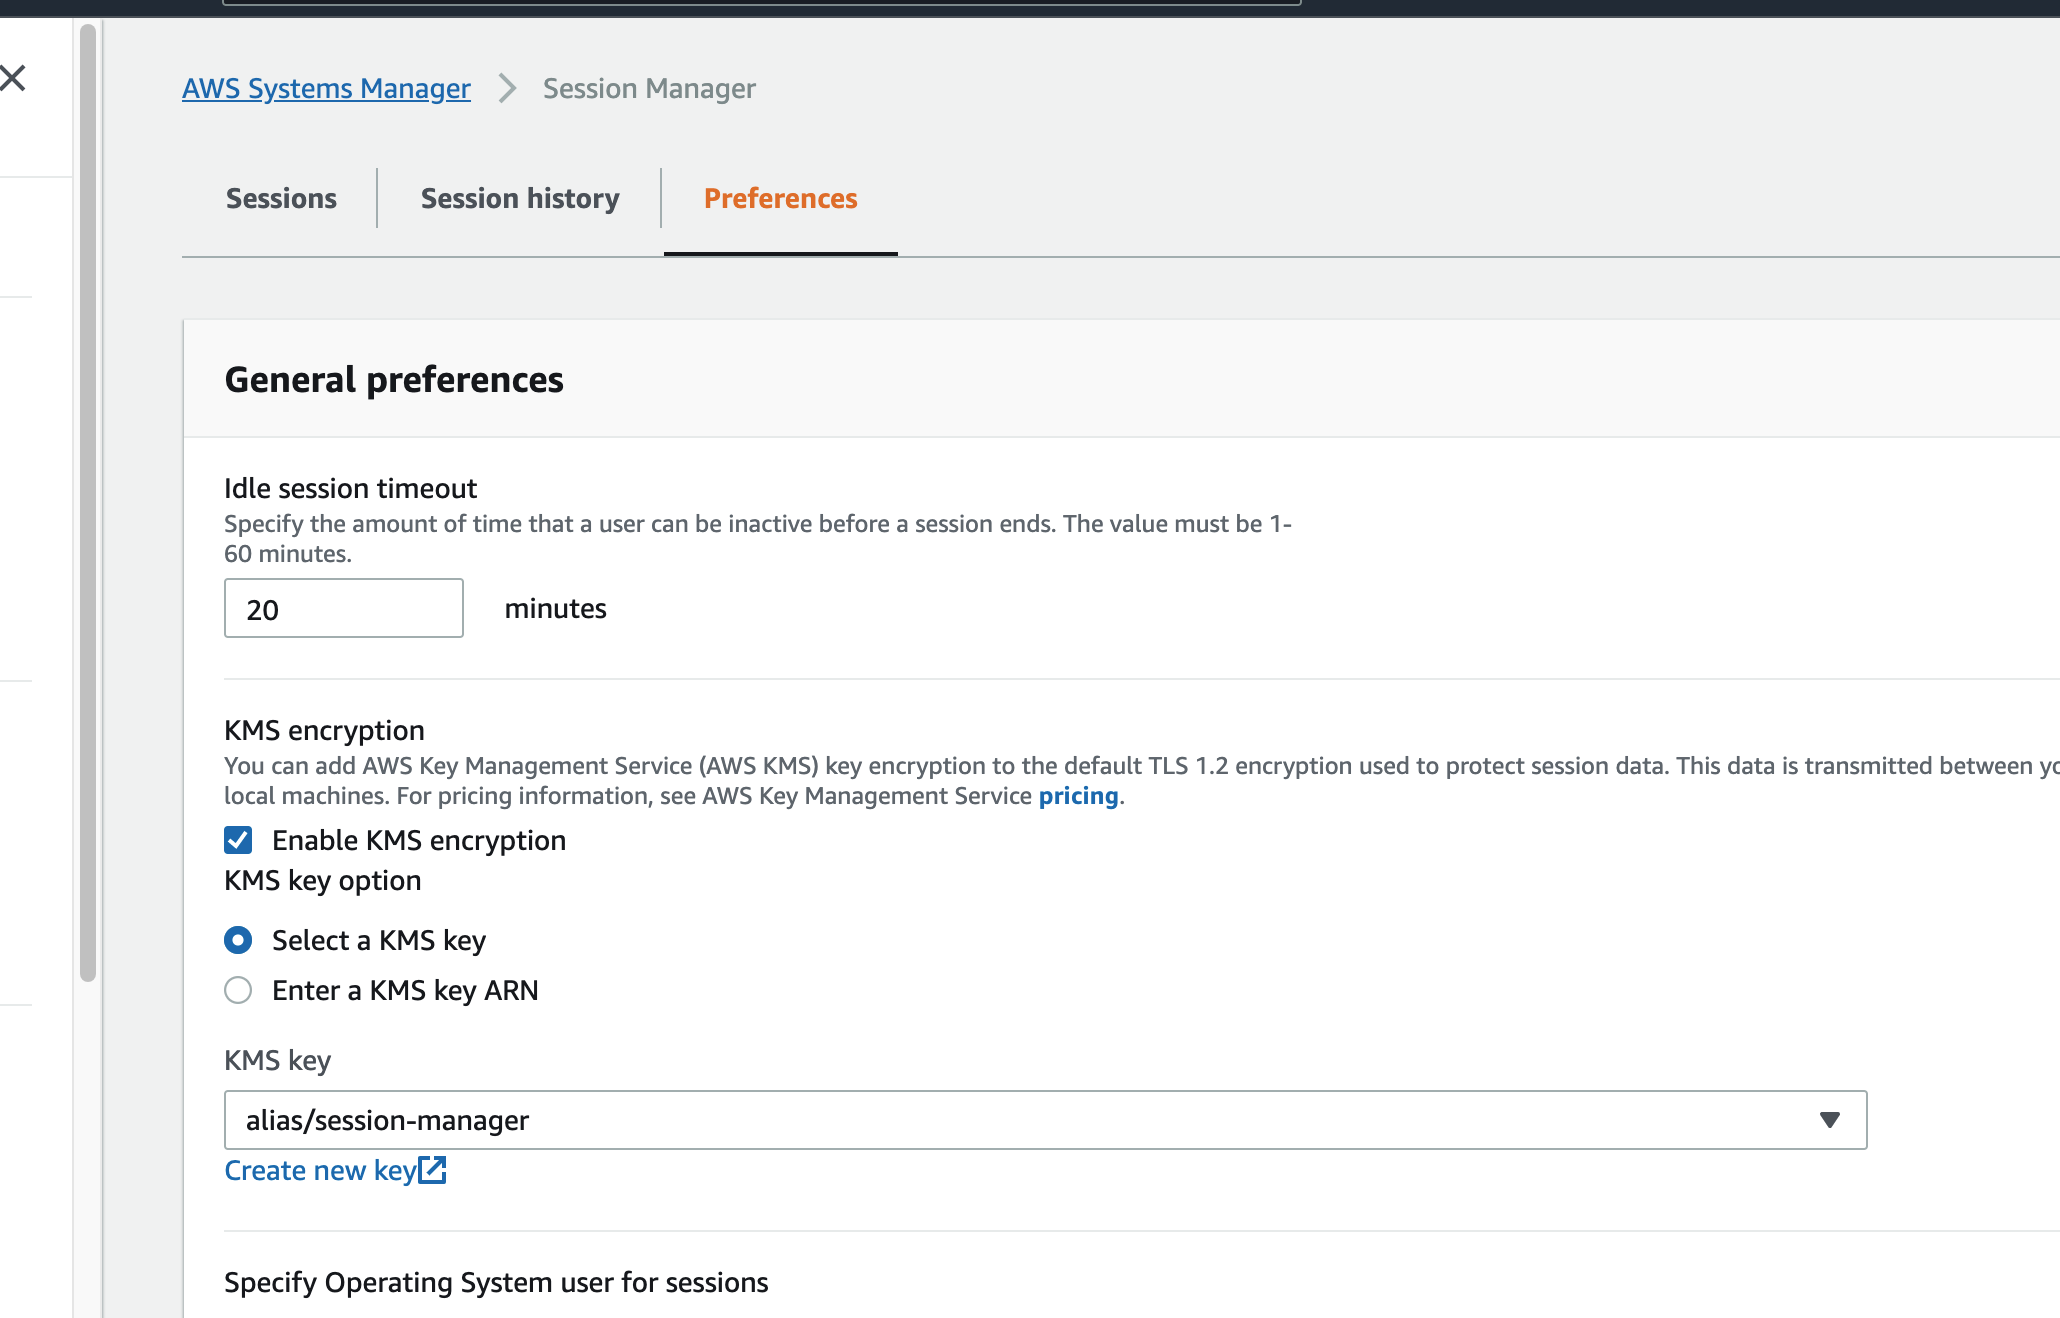 AWS Systems Manager
Session Manager
Sessions
Session history
Preferences
General preferences
Idle session timeout
Specify the amount of time that a user can be inactive before a session ends. The value must be 1-
60 minutes.
20
minutes
KMS encryption
You can add AWS Key Management Service (AWS KMS) key encryption to the default TLS 1.2 encryption used to protect session data. This data is transmitted between
local machines. For pricing information, see AWS Key Management Service pricing.
Enable KMS encryption
KMS key option
Select a KMS key
Enter a KMS key ARN
KMS key
alias/session-manager
Create new key
Specify Operating System user for sessions